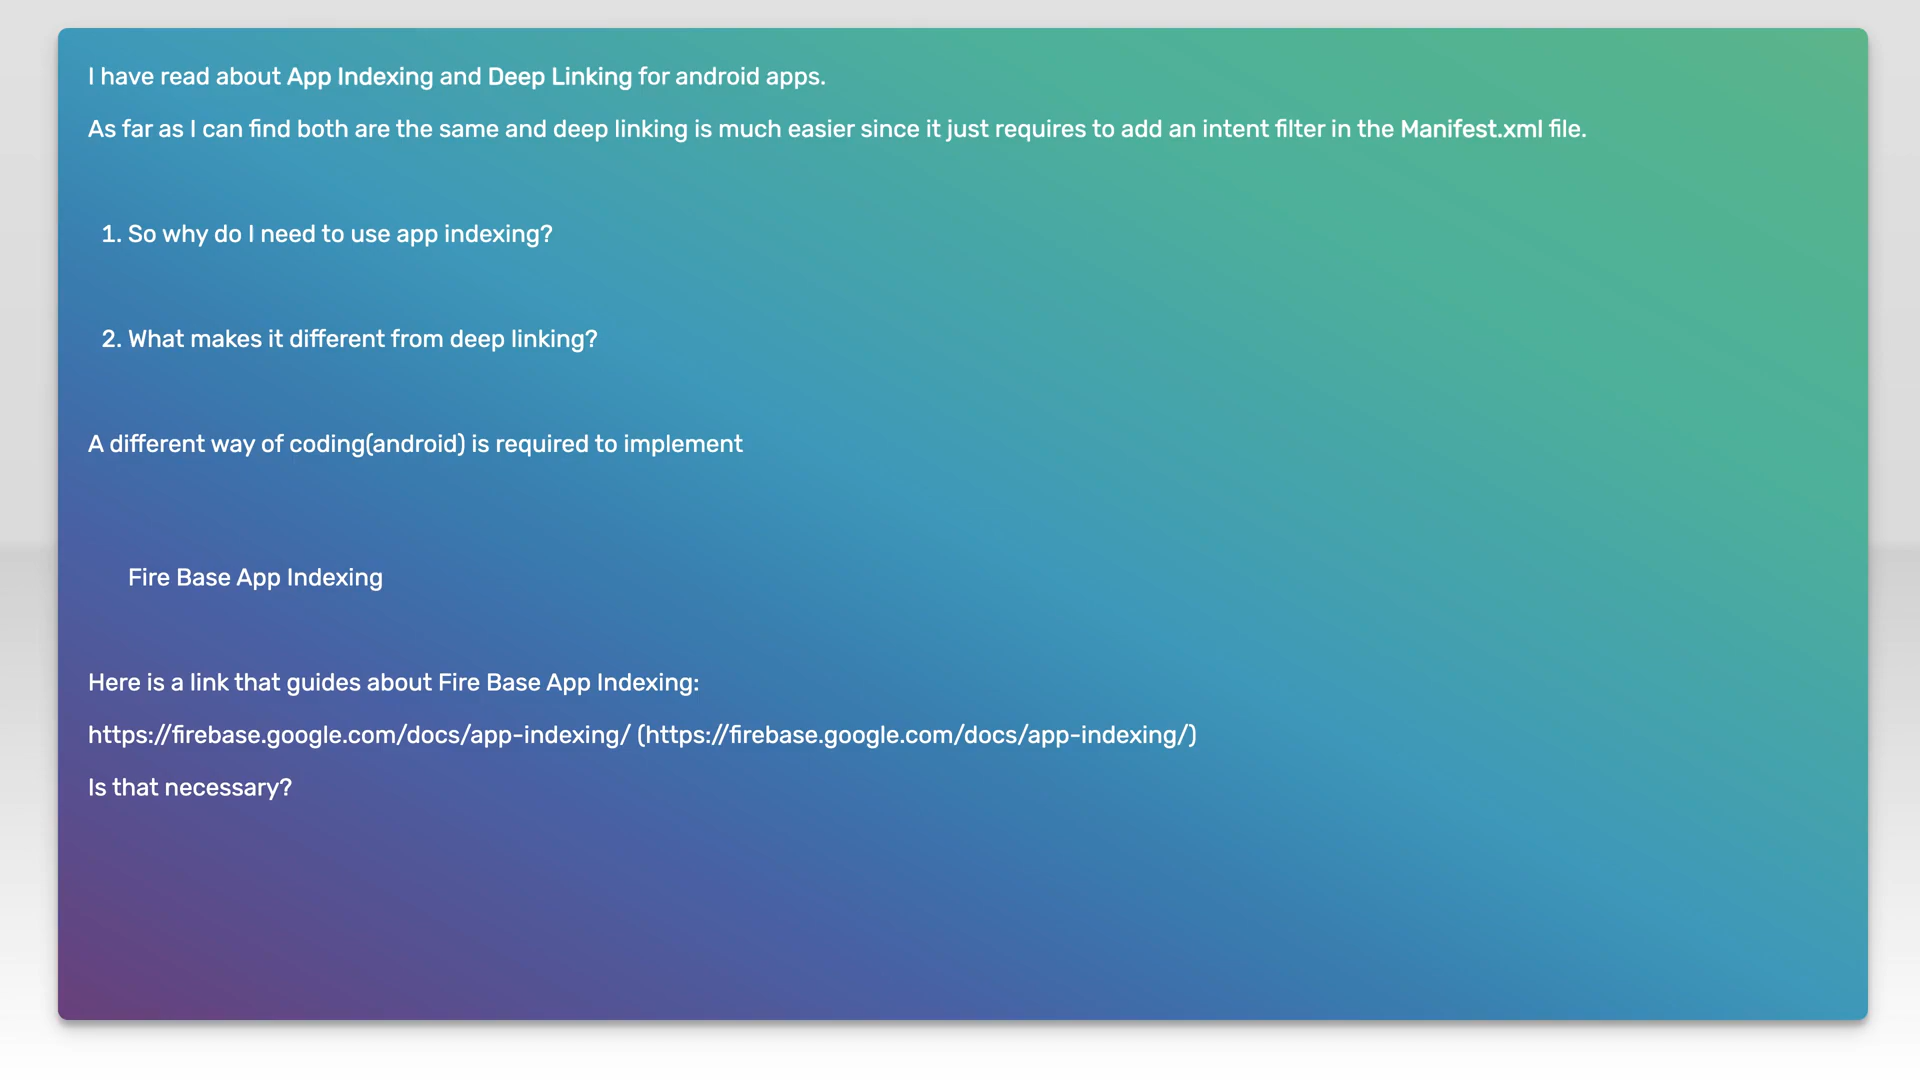 I have read about App Indexing and Deep Linking for android apps.
As far as I can find both are the same and deep linking is much easier since it just requires to add an intent filter in the Manifest.xml file.
1. So why do I need to use app indexing?
2. What makes it different from deep linking?
A different way of coding(android) is required to implement
Fire Base App Indexing
Here is a link that guides about Fire Base App Indexing:
https://firebase.google.com/docs/app-indexing/ (https://firebase.google.com/docs/app-indexing/)
Is that necessary?